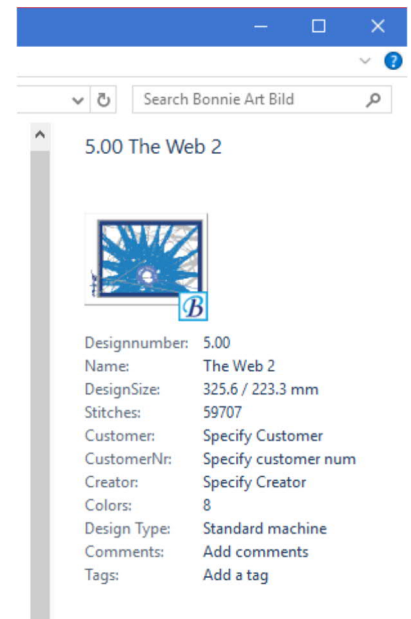 Search Bonnie Art Bild
5.00 The Web 2
B
Designnumber: 5.00
Name: The Web 2
DesignSize: 325.6 / 223.3 mm
Stitches: 59707
Customer: Specify Customer
CustomerNr: Specify customer num
Creator: Specify Creator
Colors: 8
Design Type: Standard machine
Comments: Add comments
Tags: Add a tag